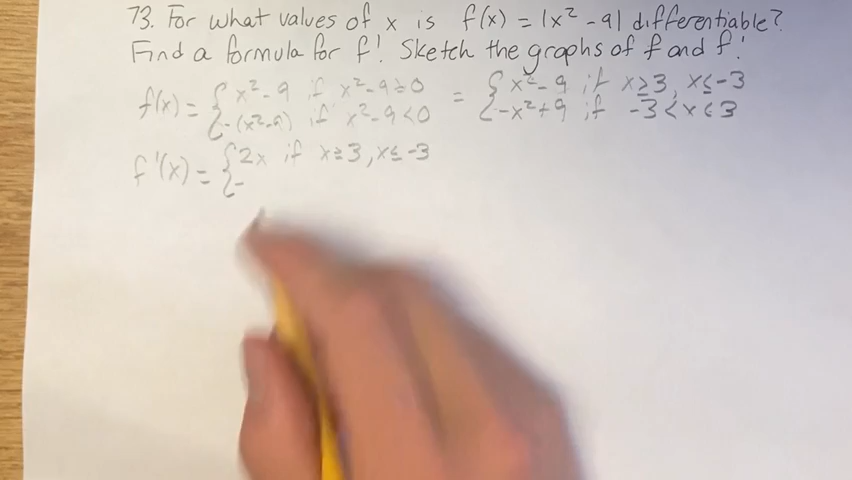 73. For what values of x is f(x) = |x² - 9| differentiable?
Find a formula for f'. Sketch the graphs of f and f'.
f(x) = { x² - 9 if x² - 9 ≥ 0 = { x² - 9 if x ≥ 3, x ≤ -3
-(x² - 9) if x² - 9 < 0 -x² + 9 if -3 < x < 3
f'(x) = { 2x if x ≥ 3, x ≤ -3
-